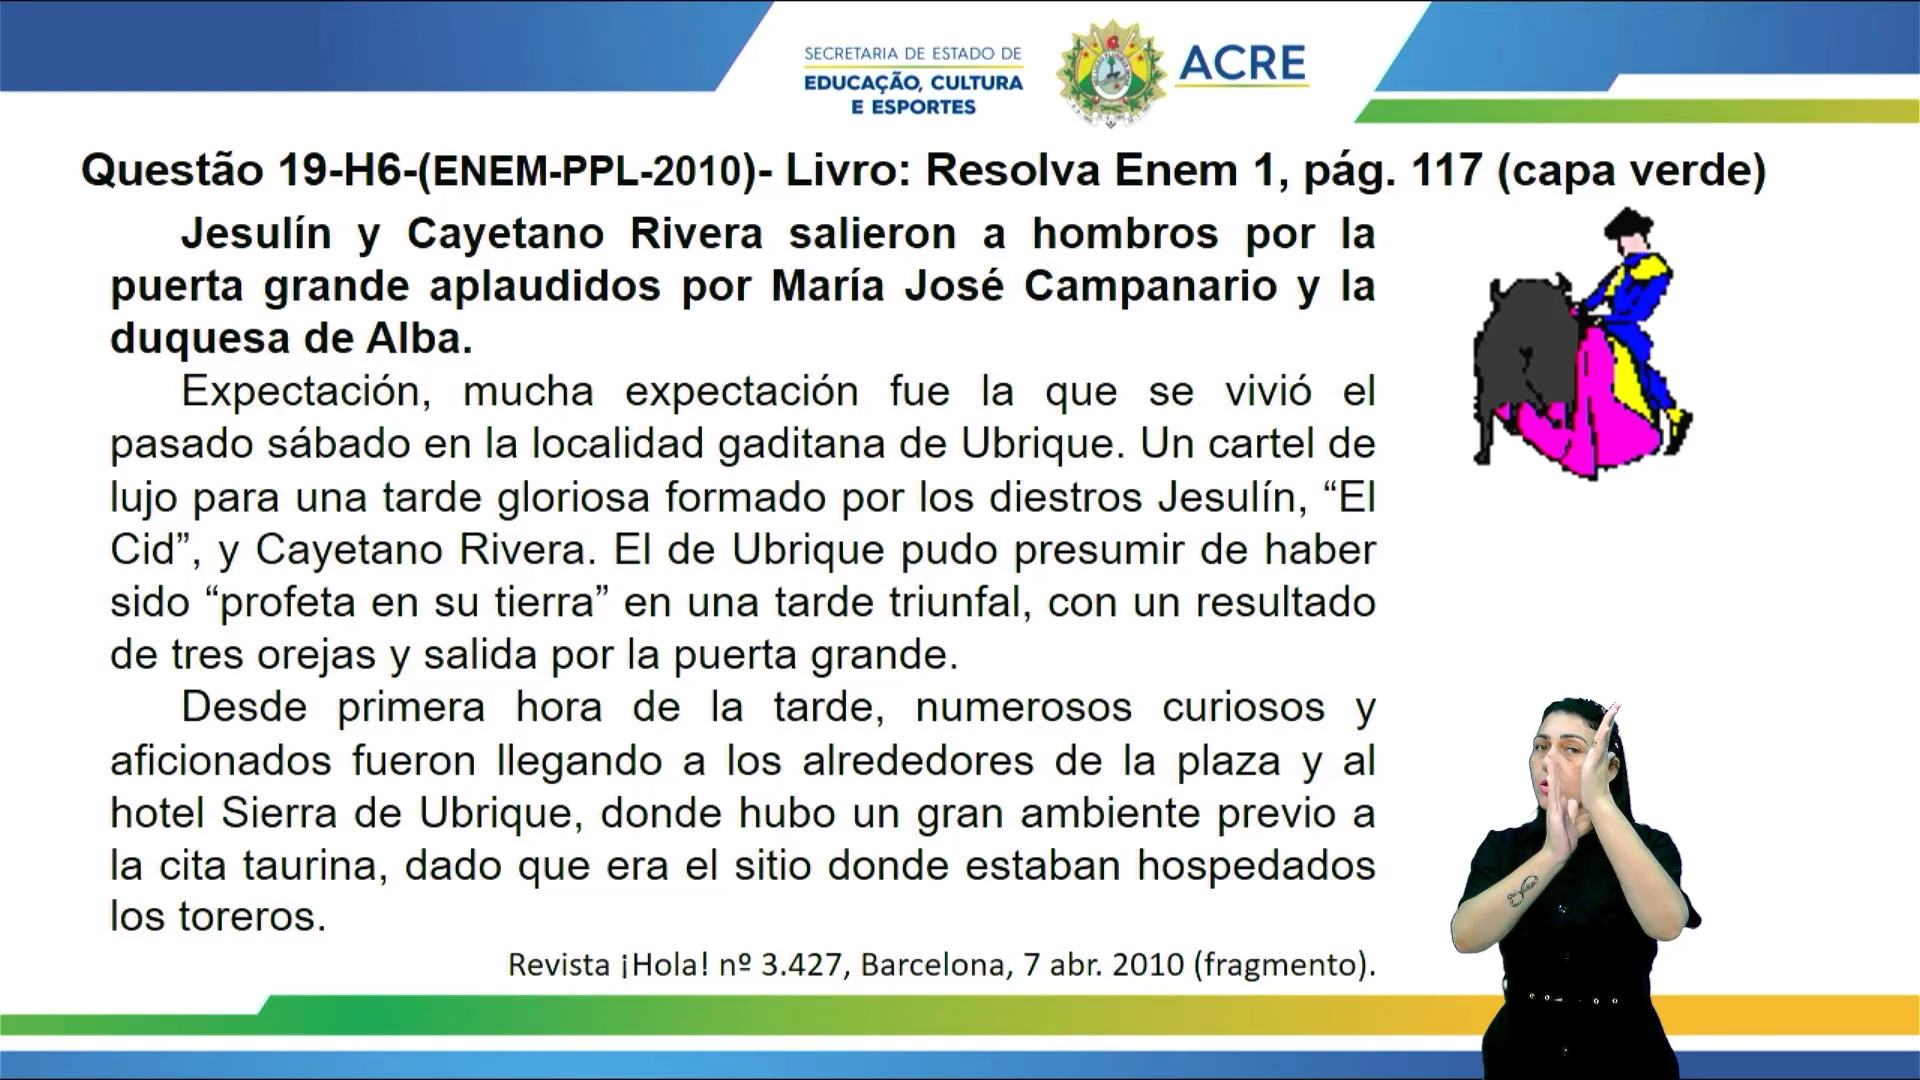 SECRETARIA DE ESTADO DE
EDUCAÇÃO, CULTURA
E ESPORTES
ACRE
Questão 19-H6-(ENEM-PPL-2010)- Livro: Resolva Enem 1, pág. 117 (capa verde)
Jesulín y Cayetano Rivera salieron a hombros por la
puerta grande aplaudidos por María José Campanario y la
duquesa de Alba.
Expectación, mucha expectación fue la que se vivió el
pasado sábado en la localidad gaditana de Ubrique. Un cartel de
lujo para una tarde gloriosa formado por los diestros Jesulín, “El
Cid”, y Cayetano Rivera. El de Ubrique pudo presumir de haber
sido “profeta en su tierra” en una tarde triunfal, con un resultado
de tres orejas y salida por la puerta grande.
Desde primera hora de la tarde, numerosos curiosos y
aficionados fueron llegando a los alrededores de la plaza y al
hotel Sierra de Ubrique, donde hubo un gran ambiente previo a
la cita taurina, dado que era el sitio donde estaban hospedados
los toreros.
Revista ¡Hola! nº 3.427, Barcelona, 7 abr. 2010 (fragmento).